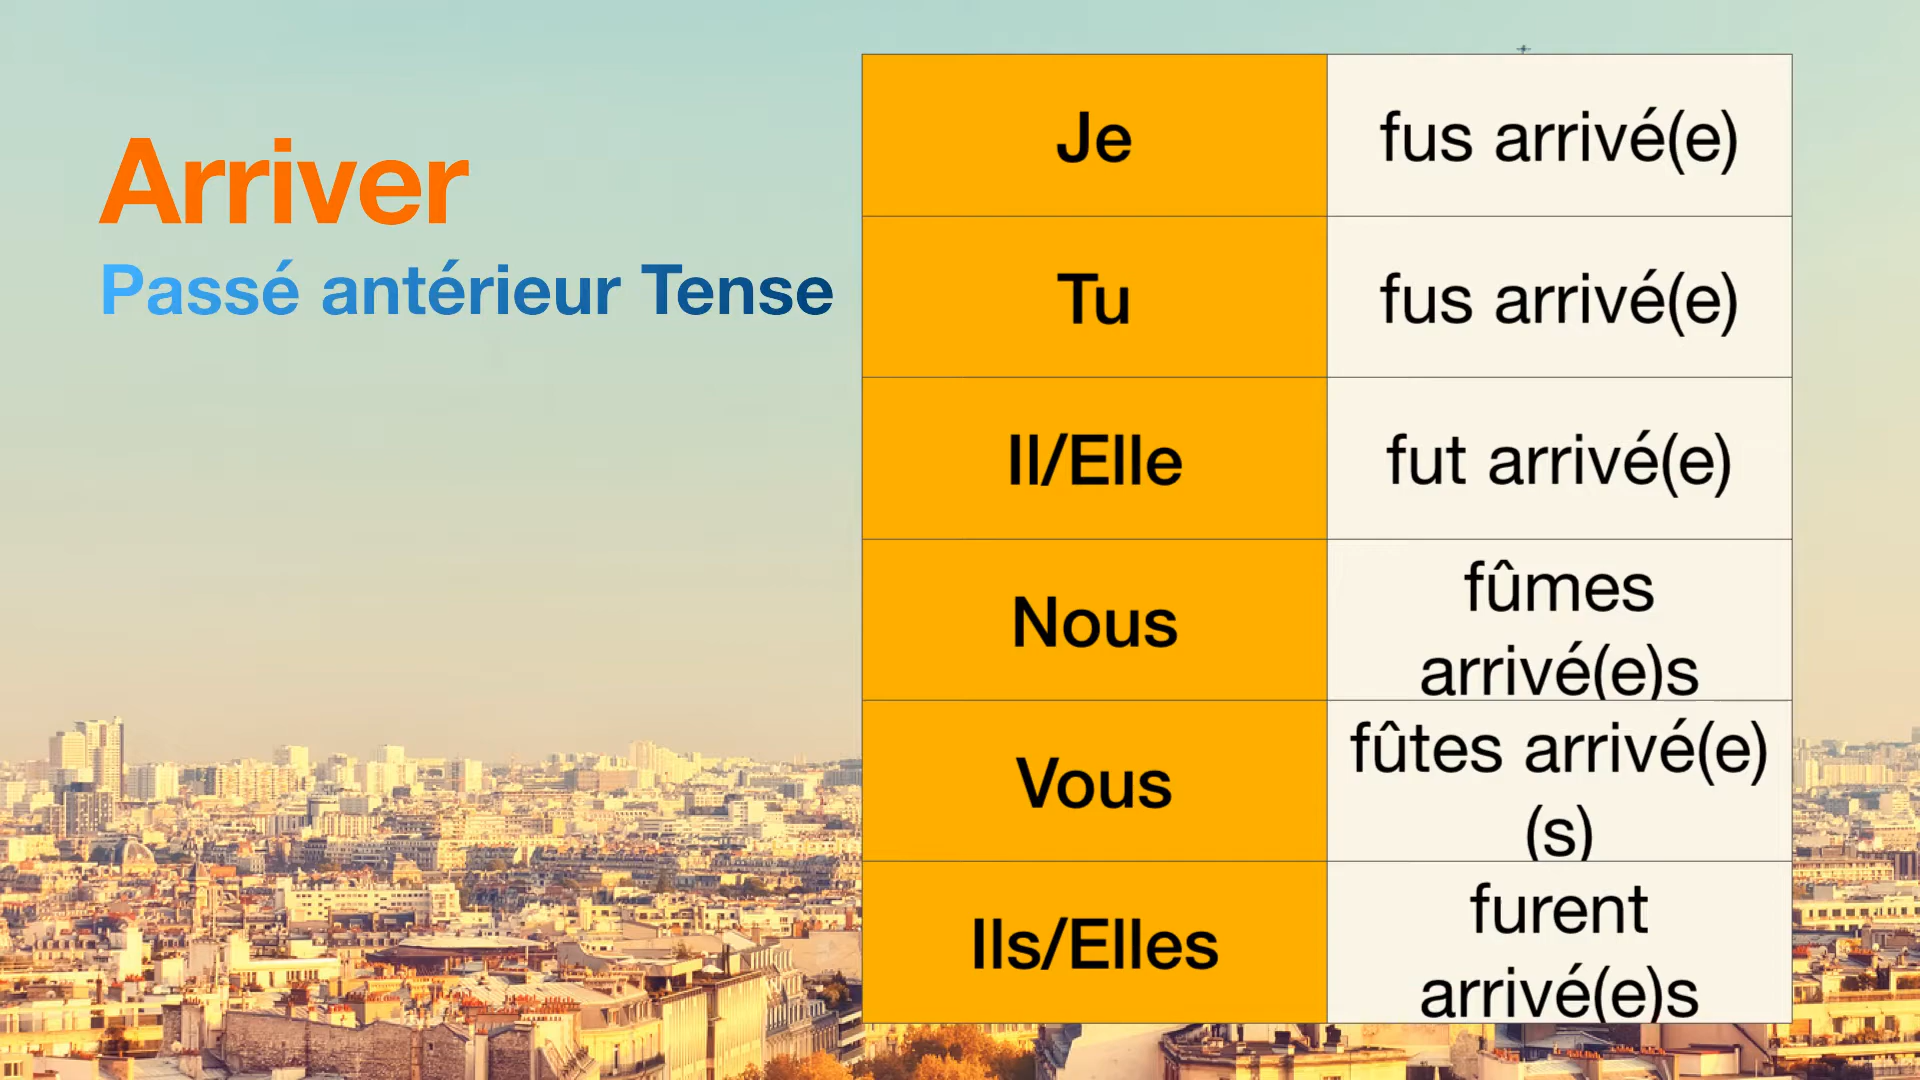 Arriver
Passé antérieur Tense
Je
fus arrivé(e)
Tu
fus arrivé(e)
Il/Elle
fut arrivé(e)
Nous
fûmes
arrivé(e)s
Vous
fûtes arrivé(e)
(s)
Ils/Elles
furent
arrivé(e)s